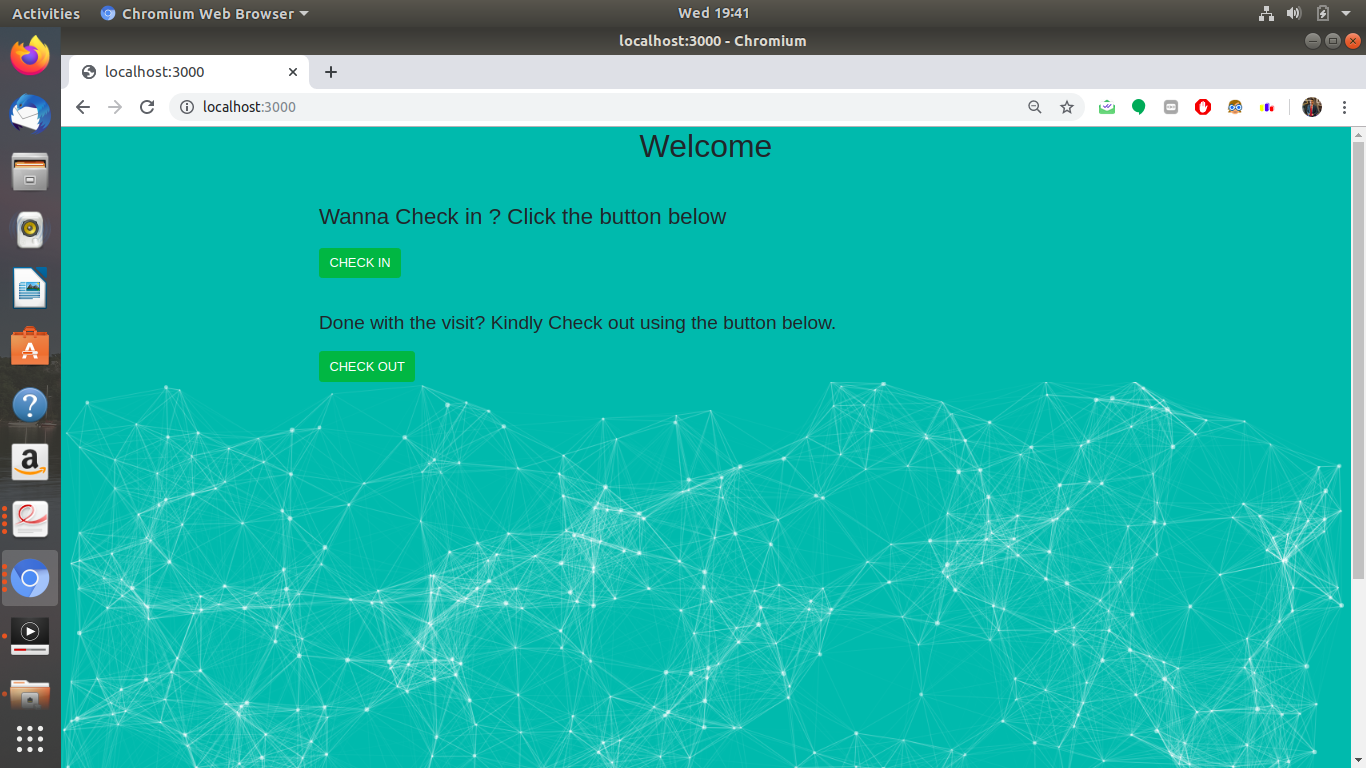 Activities
Chromium Web Browser
Wed 19:41
localhost:3000 - Chromium
localhost:3000
localhost:3000
Welcome
Wanna Check in ? Click the button below
CHECK IN
Done with the visit? Kindly Check out using the button below.
CHECK OUT